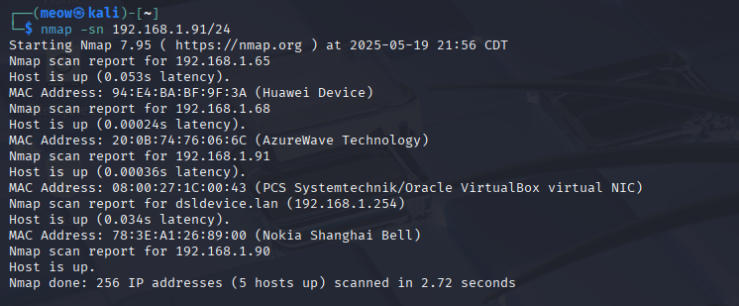 (meow㉿kali)-[~]
$ nmap -sn 192.168.1.91/24
Starting Nmap 7.95 ( https://nmap.org ) at 2025-05-19 21:56 CDT
Nmap scan report for 192.168.1.65
Host is up (0.053s latency).
MAC Address: 94:E4:BA:BF:9F:3A (Huawei Device)
Nmap scan report for 192.168.1.68
Host is up (0.00024s latency).
MAC Address: 20:0B:74:76:06:6C (AzureWave Technology)
Nmap scan report for 192.168.1.91
Host is up (0.00036s latency).
MAC Address: 08:00:27:1C:00:43 (PCS Systemtechnik/Oracle VirtualBox virtual NIC)
Nmap scan report for dsldevice.lan (192.168.1.254)
Host is up (0.034s latency).
MAC Address: 78:3E:A1:26:89:00 (Nokia Shanghai Bell)
Nmap scan report for 192.168.1.90
Host is up.
Nmap done: 256 IP addresses (5 hosts up) scanned in 2.72 seconds